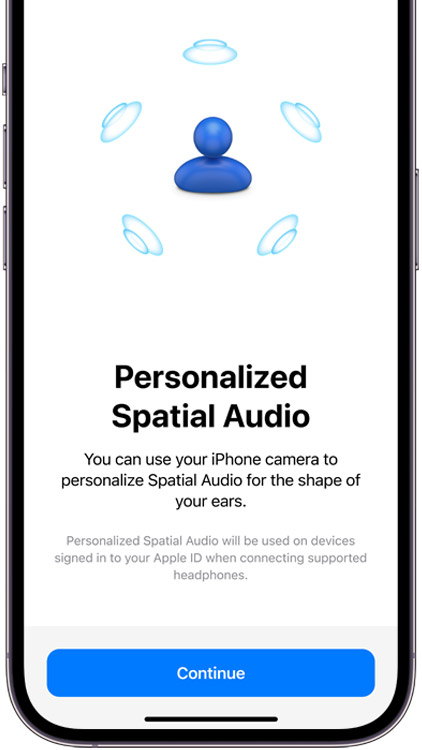 Personalized
Spatial Audio
You can use your iPhone camera to
personalize Spatial Audio for the shape of
your ears.
Personalized Spatial Audio will be used on devices
signed in to your Apple ID when connecting supported
headphones.
Continue